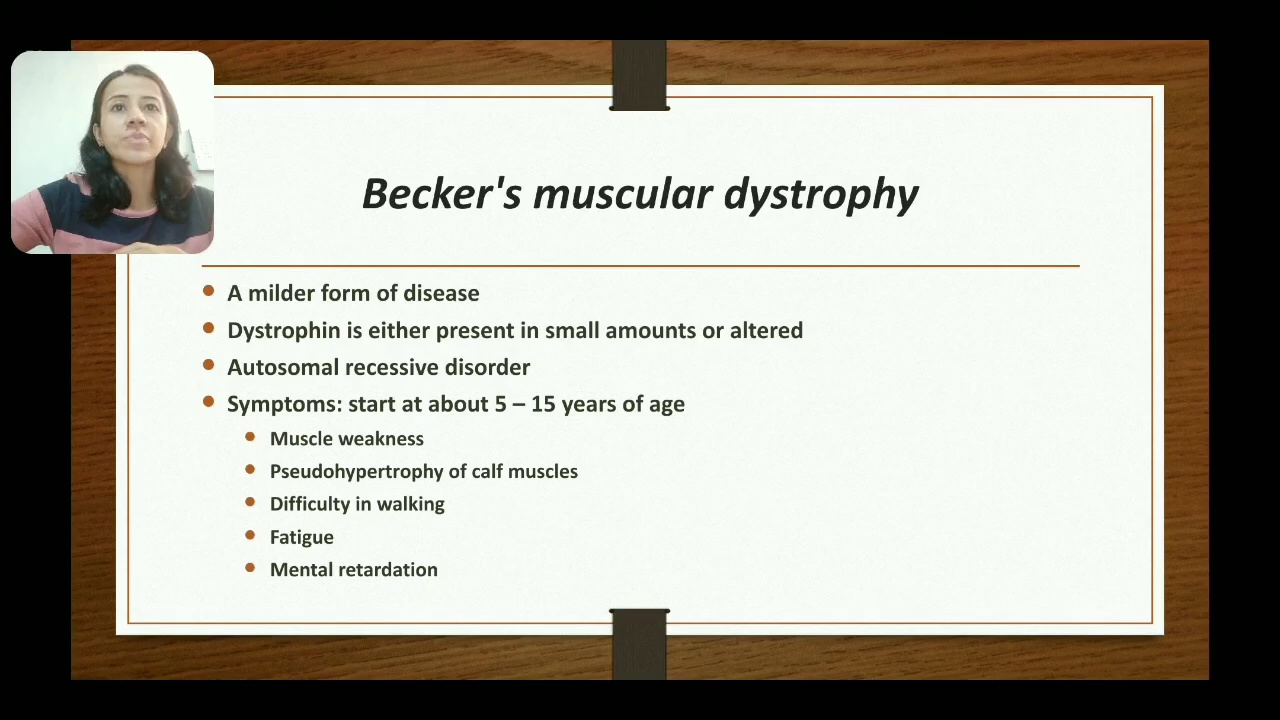 Becker's muscular dystrophy
A milder form of disease
Dystrophin is either present in small amounts or altered
Autosomal recessive disorder
Symptoms: start at about 5 – 15 years of age
Muscle weakness
Pseudohypertrophy of calf muscles
Difficulty in walking
Fatigue
Mental retardation